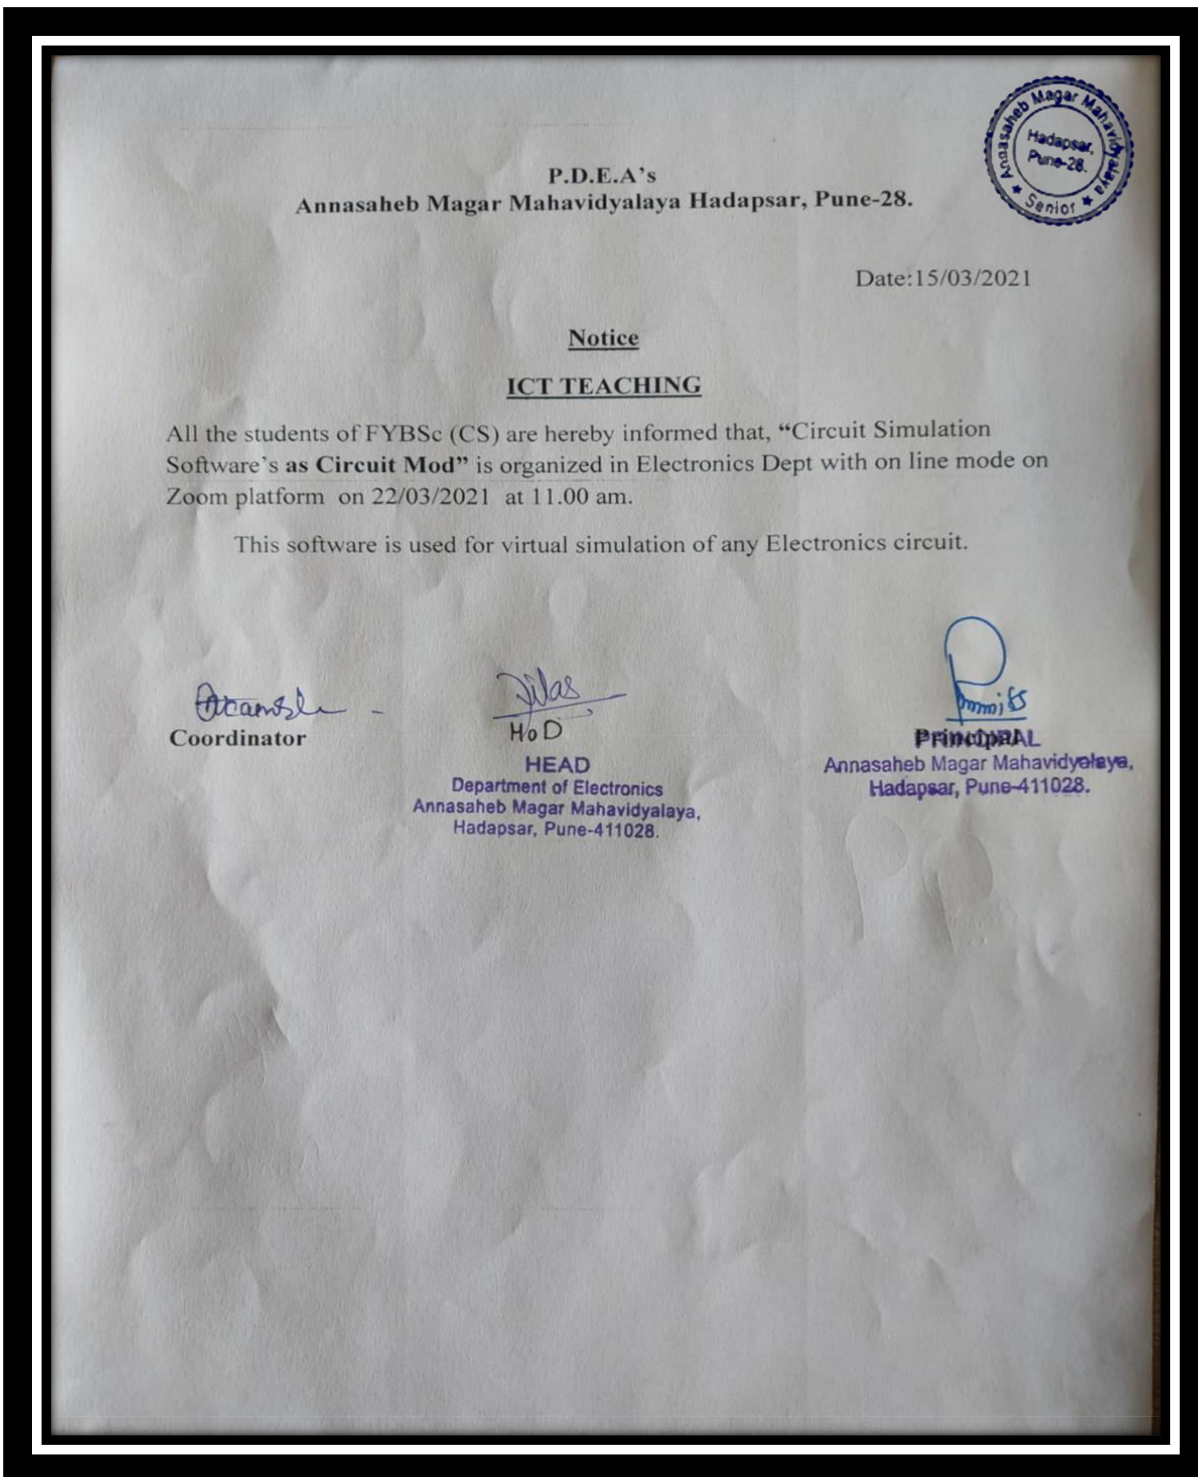 Annasaheb Magar Mahavidyalaya
Hadapsar,
Pune-28.
★ Senior ★
P.D.E.A's
Annasaheb Magar Mahavidyalaya Hadapsar, Pune-28.
Date:15/03/2021
Notice
ICT TEACHING
All the students of FYBSc (CS) are hereby informed that, “Circuit Simulation
Software's as Circuit Mod” is organized in Electronics Dept with on line mode on
Zoom platform on 22/03/2021 at 11.00 am.
This software is used for virtual simulation of any Electronics circuit.
Coordinator
HoD
HEAD
Department of Electronics
Annasaheb Magar Mahavidyalaya,
Hadapsar, Pune-411028.
Principal
PRINCIPAL
Annasaheb Magar Mahavidyalaya,
Hadapsar, Pune-411028.